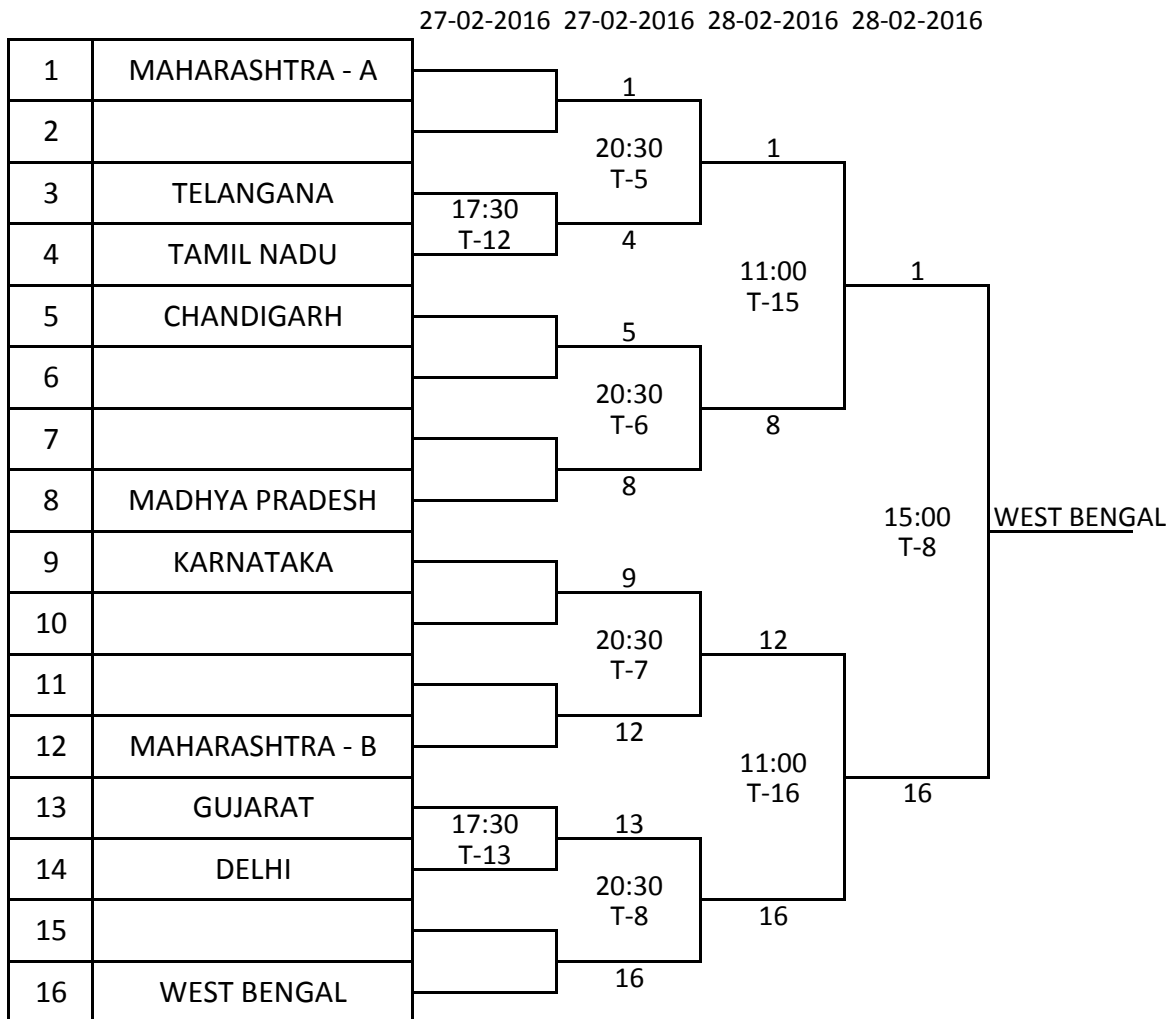 27-02-2016 27-02-2016 28-02-2016 28-02-2016
1 MAHARASHTRA - A
1
2
20:30 1
T-5
3 TELANGANA
17:30
T-12
4
4 TAMIL NADU
11:00 1
T-15
5 CHANDIGARH
5
6
20:30
T-6
8
7
8
8 MADHYA PRADESH
15:00 WEST BENGAL
T-8
9 KARNATAKA
9
10
20:30 12
T-7
11
12
12 MAHARASHTRA - B
11:00
T-16
16
13 GUJARAT
17:30 13
T-13
14 DELHI
20:30
T-8
16
15
16
16 WEST BENGAL